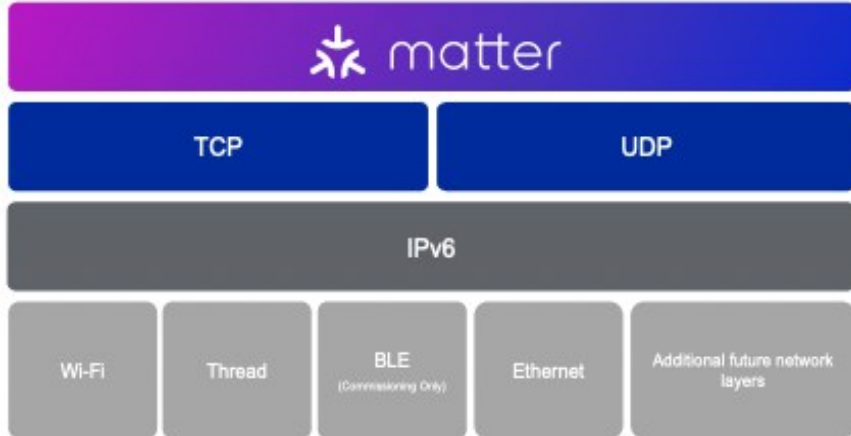 matter
TCP
UDP
IPv6
Wi-Fi
Thread
BLE
(Commissioning Only)
Ethernet
Additional future network
layers